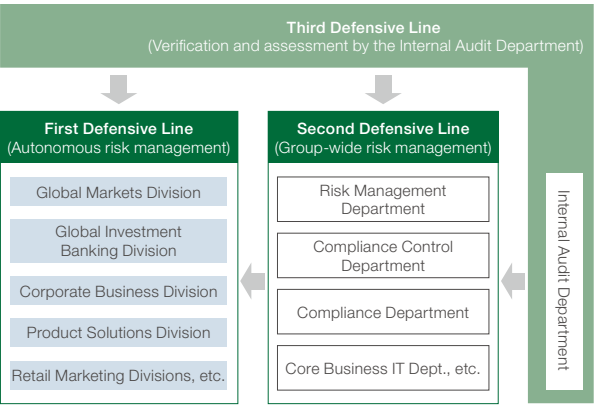 Third Defensive Line
(Verification and assessment by the Internal Audit Department)
First Defensive Line
(Autonomous risk management)
Global Markets Division
Global Investment
Banking Division
Corporate Business Division
Product Solutions Division
Retail Marketing Divisions, etc.
Second Defensive Line
(Group-wide risk management)
Risk Management
Department
Compliance Control
Department
Compliance Department
Core Business IT Dept., etc.
Internal Audit Department